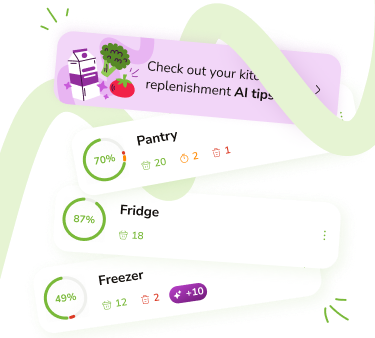 Check out your
replenishment AI tips
Pantry
70%
20 2 1
Fridge
87%
18
Freezer
49%
12 2 +10